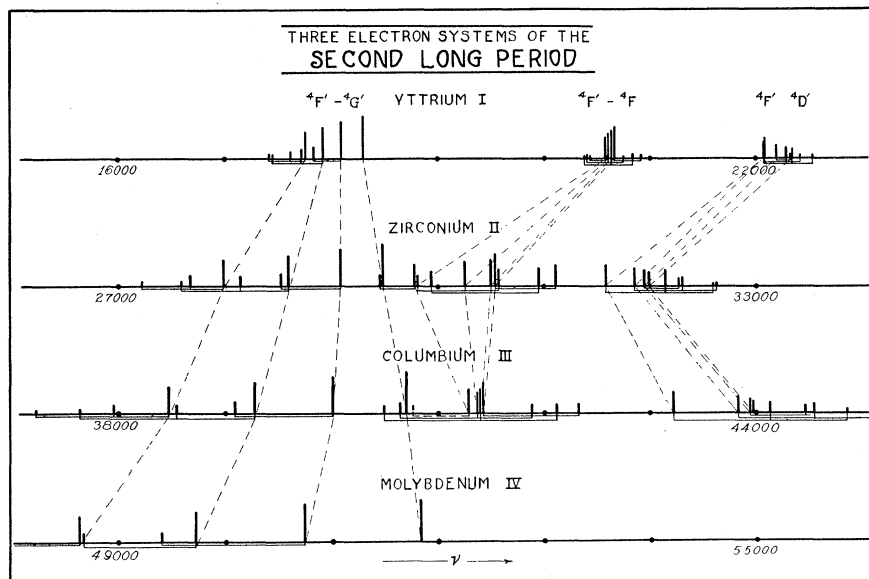 THREE ELECTRON SYSTEMS OF THE
SECOND LONG PERIOD
⁴F' - ⁴G' YTTRIUM I ⁴F' - ⁴F ⁴F' ⁴D'
16000 22000
ZIRCONIUM II
27000 33000
COLUMBIUM III
38000 44000
MOLYBDENUM IV
49000 ν 55000